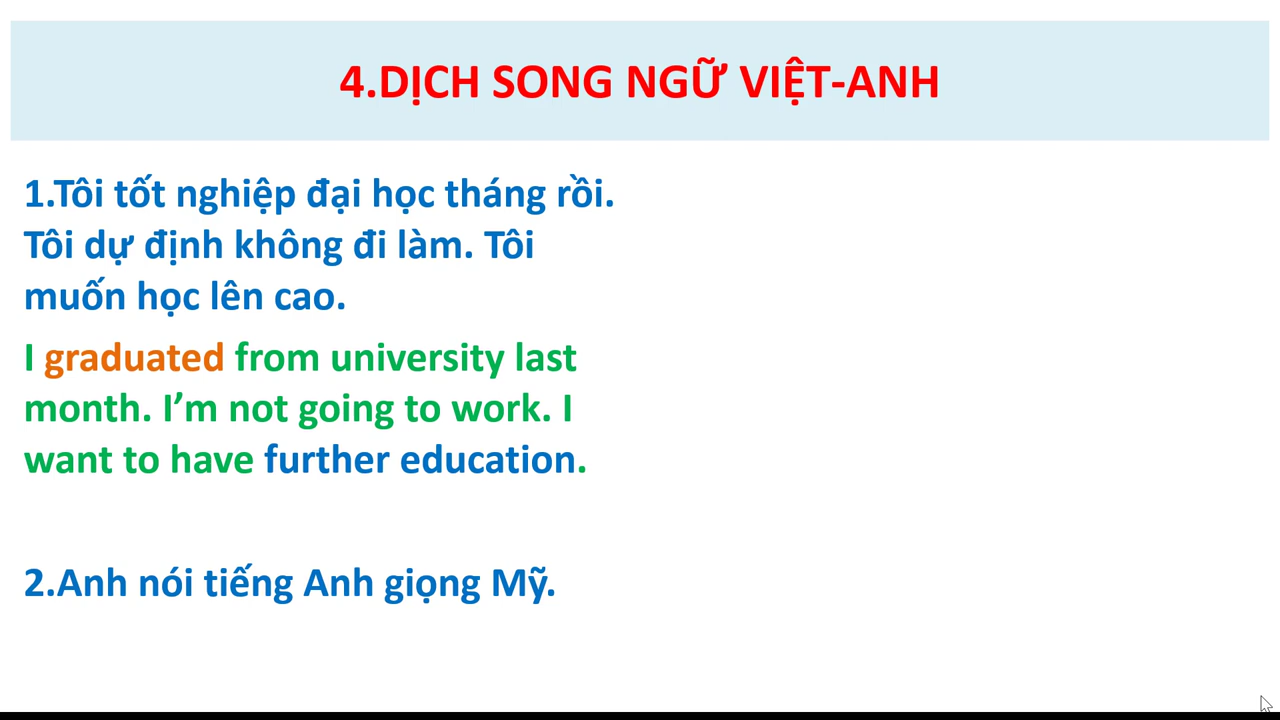 4.DỊCH SONG NGỮ VIỆT-ANH
1.Tôi tốt nghiệp đại học tháng rồi.
Tôi dự định không đi làm. Tôi
muốn học lên cao.
I graduated from university last
month. I’m not going to work. I
want to have further education.
2.Anh nói tiếng Anh giọng Mỹ.